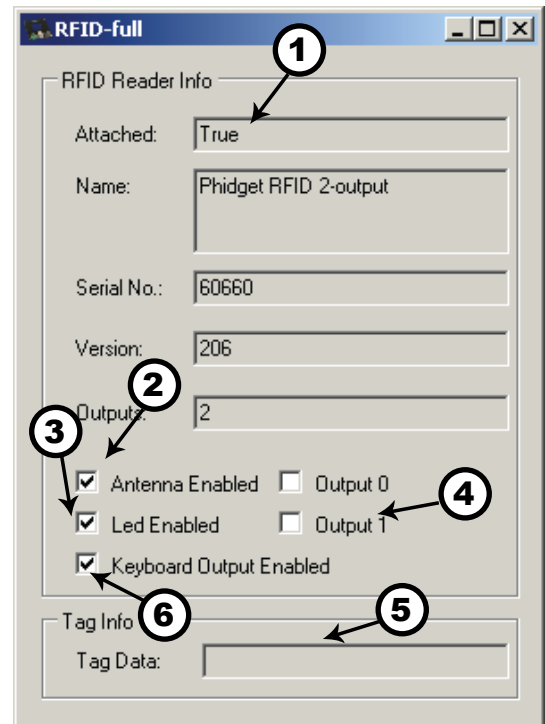 RFID-full
1
RFID Reader Info
Attached: True
Name: Phidget RFID 2-output
Serial No.: 60660
Version: 206
2
Outputs: 2
3
Antenna Enabled Output 0
4
Led Enabled Output 1
Keyboard Output Enabled
6
5
Tag Info
Tag Data: